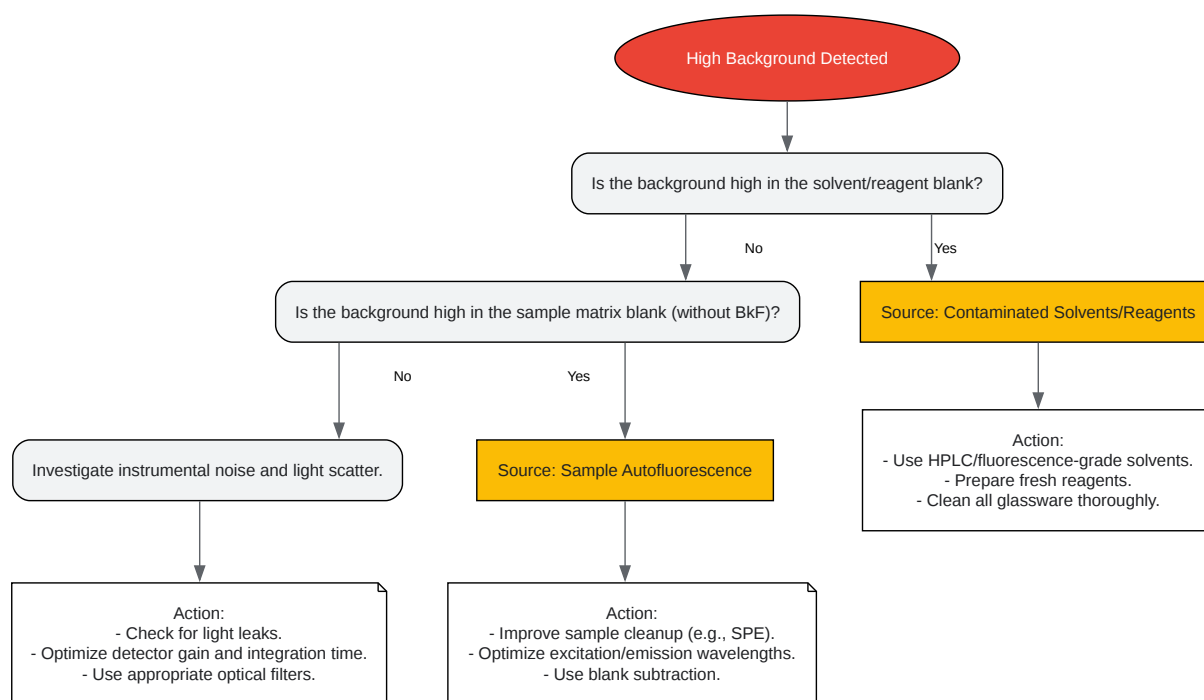 High Background Detected
Is the background high in the solvent/reagent blank?
No
Yes
Is the background high in the sample matrix blank (without BkF)?
Source: Contaminated Solvents/Reagents
No
Yes
Action:
- Use HPLC/fluorescence-grade solvents.
- Prepare fresh reagents.
- Clean all glassware thoroughly.
Investigate instrumental noise and light scatter.
Source: Sample Autofluorescence
Action:
- Check for light leaks.
- Optimize detector gain and integration time.
- Use appropriate optical filters.
Action:
- Improve sample cleanup (e.g., SPE).
- Optimize excitation/emission wavelengths.
- Use blank subtraction.